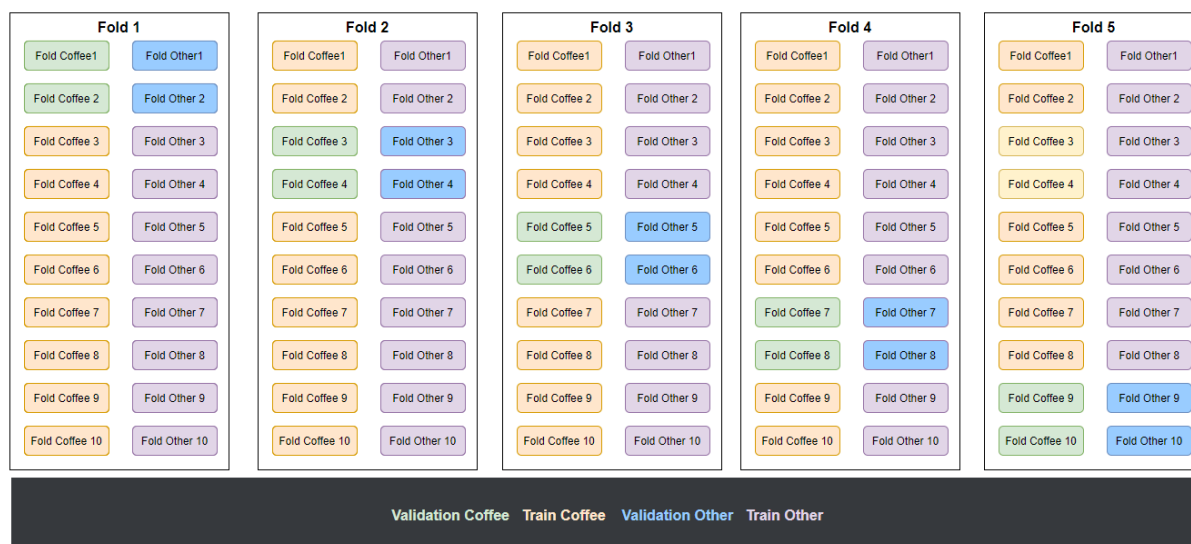 Fold 1
Fold Coffee1 Fold Other1
Fold Coffee 2 Fold Other 2
Fold Coffee 3 Fold Other 3
Fold Coffee 4 Fold Other 4
Fold Coffee 5 Fold Other 5
Fold Coffee 6 Fold Other 6
Fold Coffee 7 Fold Other 7
Fold Coffee 8 Fold Other 8
Fold Coffee 9 Fold Other 9
Fold Coffee 10 Fold Other 10
Fold 2
Fold Coffee1 Fold Other1
Fold Coffee 2 Fold Other 2
Fold Coffee 3 Fold Other 3
Fold Coffee 4 Fold Other 4
Fold Coffee 5 Fold Other 5
Fold Coffee 6 Fold Other 6
Fold Coffee 7 Fold Other 7
Fold Coffee 8 Fold Other 8
Fold Coffee 9 Fold Other 9
Fold Coffee 10 Fold Other 10
Fold 3
Fold Coffee1 Fold Other1
Fold Coffee 2 Fold Other 2
Fold Coffee 3 Fold Other 3
Fold Coffee 4 Fold Other 4
Fold Coffee 5 Fold Other 5
Fold Coffee 6 Fold Other 6
Fold Coffee 7 Fold Other 7
Fold Coffee 8 Fold Other 8
Fold Coffee 9 Fold Other 9
Fold Coffee 10 Fold Other 10
Fold 4
Fold Coffee1 Fold Other1
Fold Coffee 2 Fold Other 2
Fold Coffee 3 Fold Other 3
Fold Coffee 4 Fold Other 4
Fold Coffee 5 Fold Other 5
Fold Coffee 6 Fold Other 6
Fold Coffee 7 Fold Other 7
Fold Coffee 8 Fold Other 8
Fold Coffee 9 Fold Other 9
Fold Coffee 10 Fold Other 10
Fold 5
Fold Coffee1 Fold Other1
Fold Coffee 2 Fold Other 2
Fold Coffee 3 Fold Other 3
Fold Coffee 4 Fold Other 4
Fold Coffee 5 Fold Other 5
Fold Coffee 6 Fold Other 6
Fold Coffee 7 Fold Other 7
Fold Coffee 8 Fold Other 8
Fold Coffee 9 Fold Other 9
Fold Coffee 10 Fold Other 10
Validation Coffee Train Coffee Validation Other Train Other